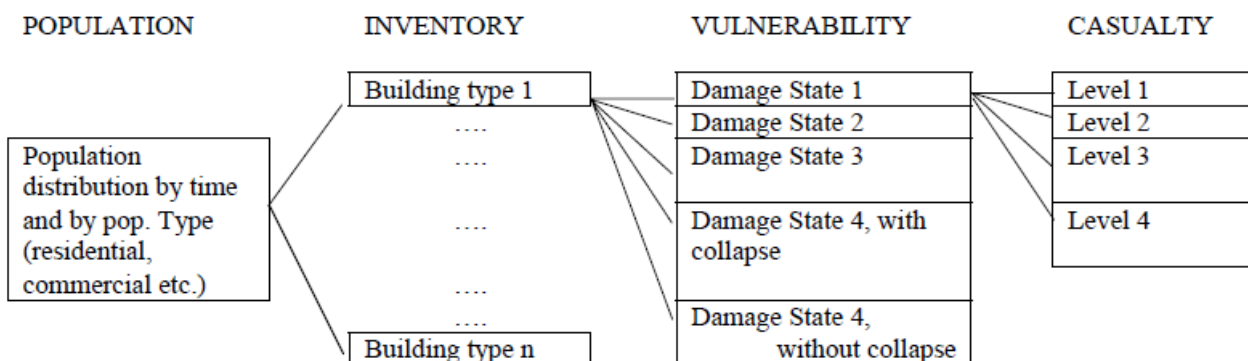 POPULATION INVENTORY VULNERABILITY CASUALTY
Population
distribution by time
and by pop. Type
(residential,
commercial etc.)
Building type 1
....
....
....
....
....
Building type n
Damage State 1
Damage State 2
Damage State 3
Damage State 4, with
collapse
Damage State 4,
without collapse
Level 1
Level 2
Level 3
Level 4